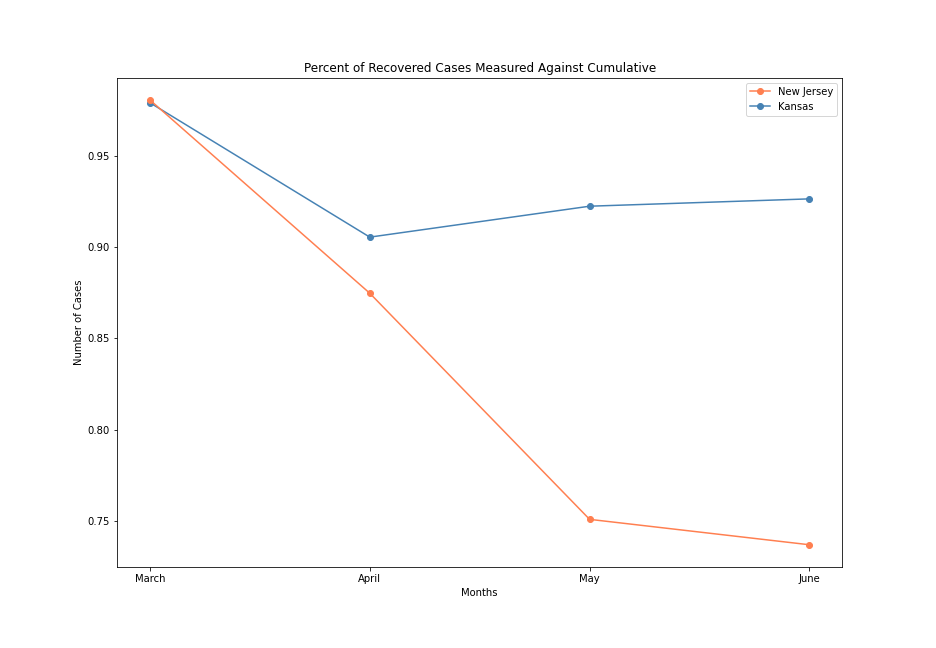 Percent of Recovered Cases Measured Against Cumulative
New Jersey
Kansas
0.95
0.90
0.85
0.80
0.75
Number of Cases
March April May June
Months